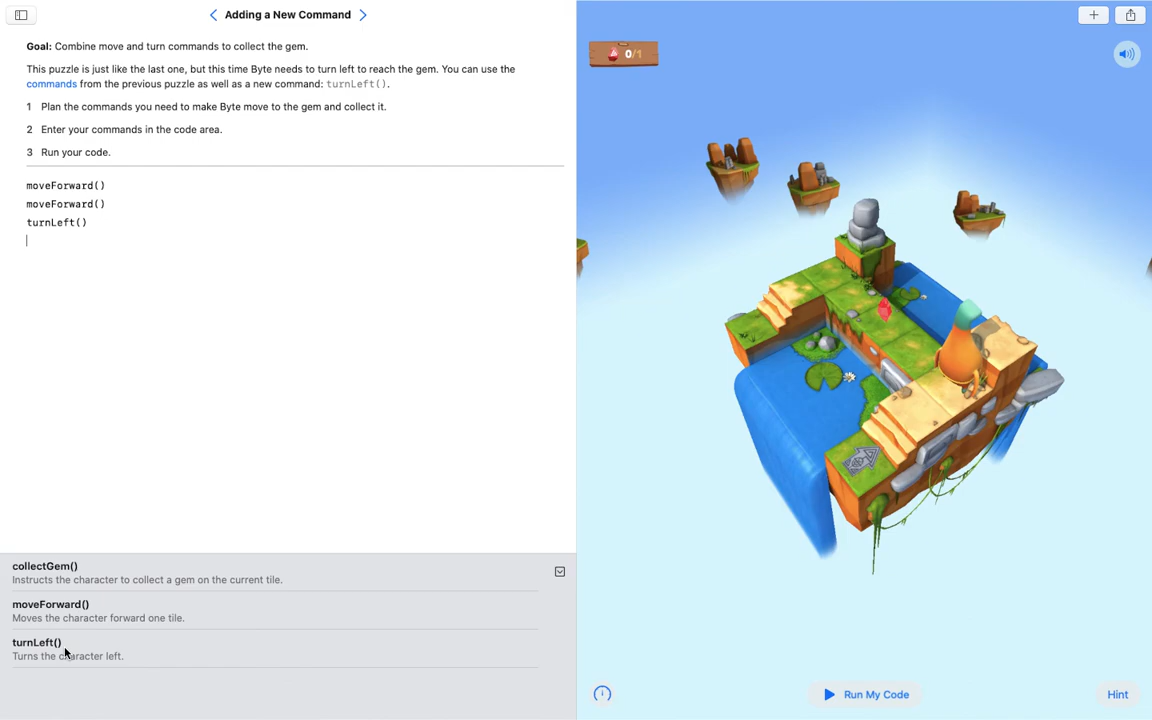 Adding a New Command
Goal: Combine move and turn commands to collect the gem.
This puzzle is just like the last one, but this time Byte needs to turn left to reach the gem. You can use the
commands from the previous puzzle as well as a new command: turnLeft().
1 Plan the commands you need to make Byte move to the gem and collect it.
2 Enter your commands in the code area.
3 Run your code.
moveForward()
moveForward()
turnLeft()
collectGem()
Instructs the character to collect a gem on the current tile.
moveForward()
Moves the character forward one tile.
turnLeft()
Turns the character left.
0/1
Run My Code
Hint